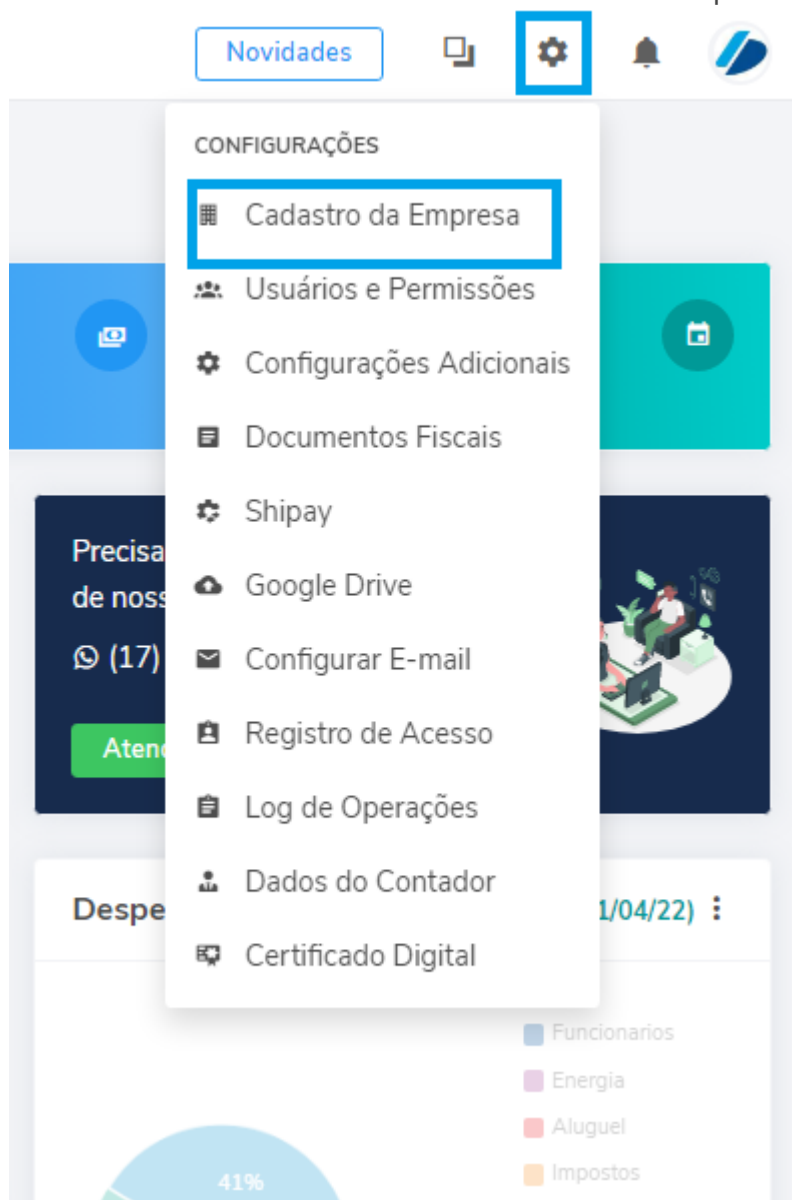 Novidades
CONFIGURAÇÕES
Cadastro da Empresa
Usuários e Permissões
Configurações Adicionais
Documentos Fiscais
Shipay
Google Drive
Configurar E-mail
Registro de Acesso
Log de Operações
Dados do Contador
Certificado Digital
Precisa
de noss
(17)
Atend
Despe
1/04/22)
Funcionarios
Energia
Aluguel
Impostos
41%